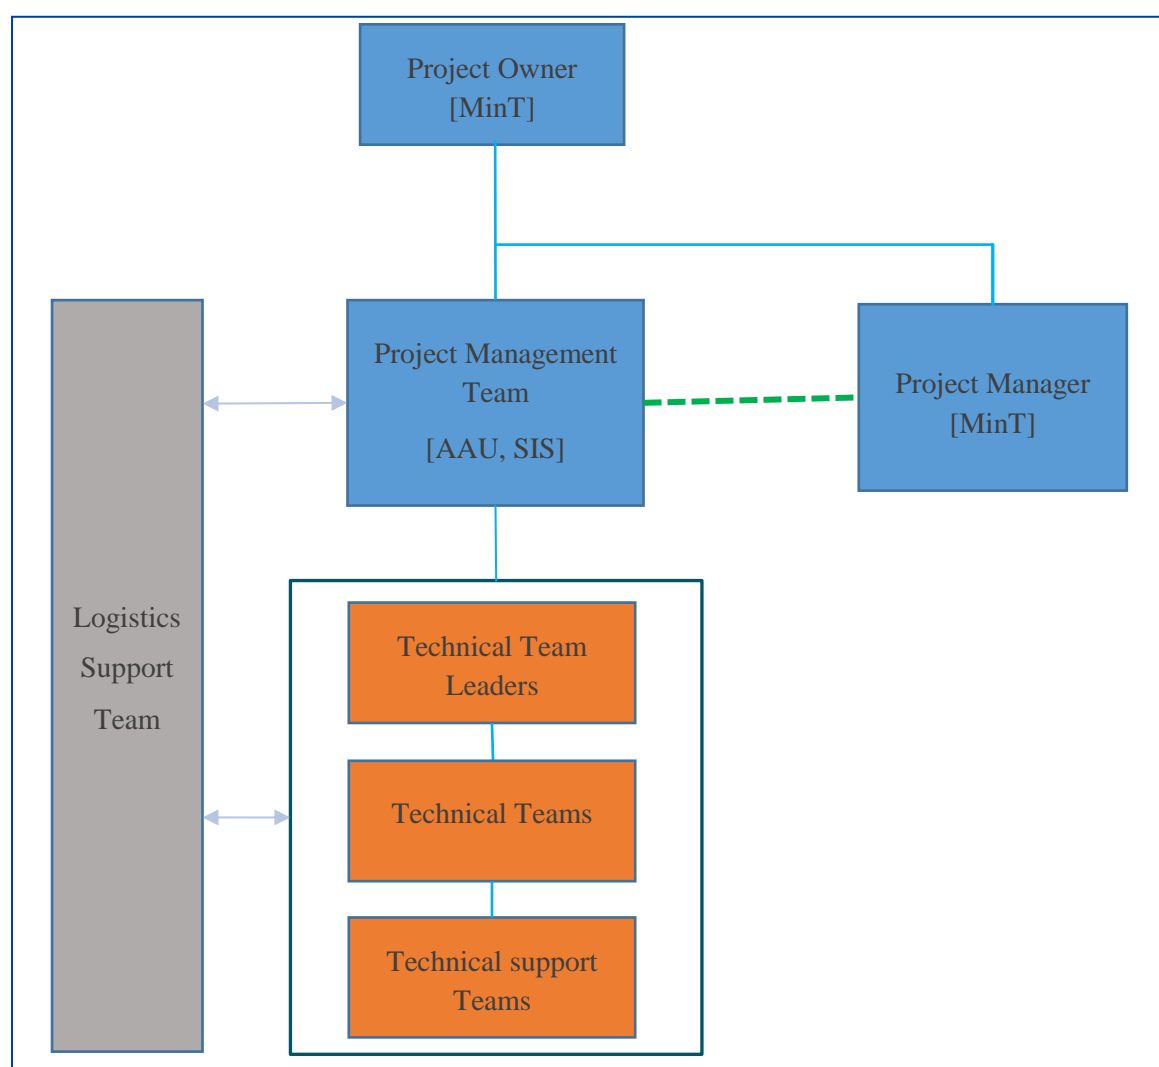 Project Owner
[MinT]
Project Management
Team
[AAU, SIS]
Project Manager
[MinT]
Logistics
Support
Team
Technical Team
Leaders
Technical Teams
Technical support
Teams